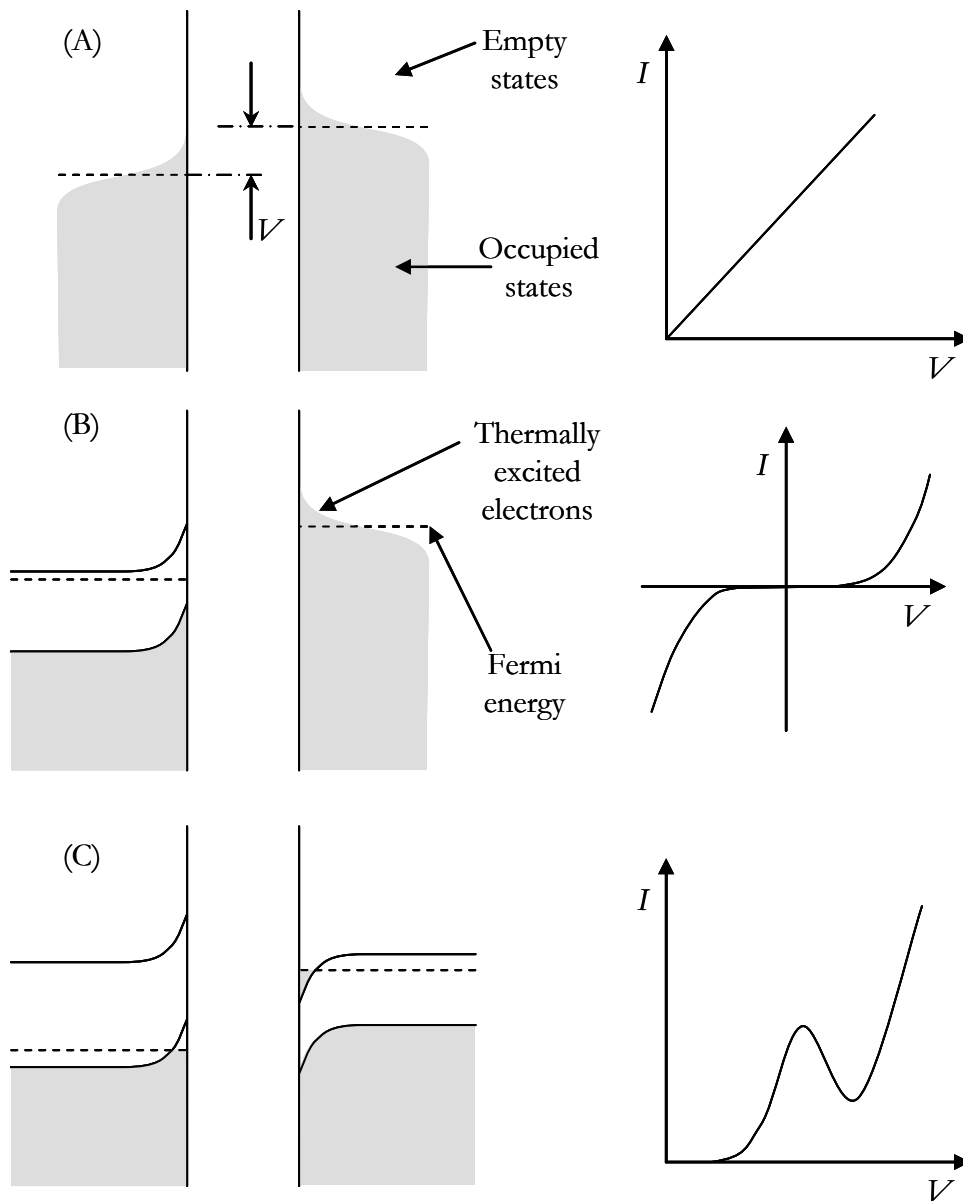 (A)
Empty
states
I
V
Occupied
states
V
(B)
Thermally
excited
electrons
I
V
Fermi
energy
(C)
I
V